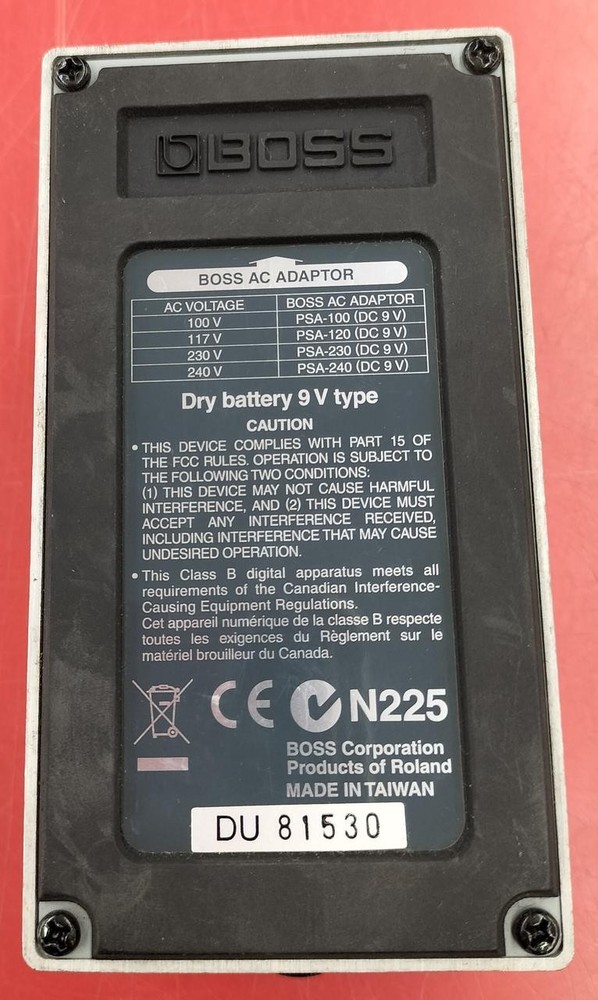 BOSS
BOSS AC ADAPTOR
AC VOLTAGE BOSS AC ADAPTOR
100 V PSA-100 (DC 9 V)
117 V PSA-120 (DC 9 V)
230 V PSA-230 (DC 9 V)
240 V PSA-240 (DC 9 V)
Dry battery 9 V type
CAUTION
• THIS DEVICE COMPLIES WITH PART 15 OF
THE FCC RULES. OPERATION IS SUBJECT TO
THE FOLLOWING TWO CONDITIONS:
(1) THIS DEVICE MAY NOT CAUSE HARMFUL
INTERFERENCE, AND (2) THIS DEVICE MUST
ACCEPT ANY INTERFERENCE RECEIVED,
INCLUDING INTERFERENCE THAT MAY CAUSE
UNDESIRED OPERATION.
• This Class B digital apparatus meets all
requirements of the Canadian Interference-
Causing Equipment Regulations.
Cet appareil numérique de la classe B respecte
toutes les exigences du Règlement sur le
matériel brouilleur du Canada.
CE N225
BOSS Corporation
Products of Roland
MADE IN TAIWAN
DU 81530